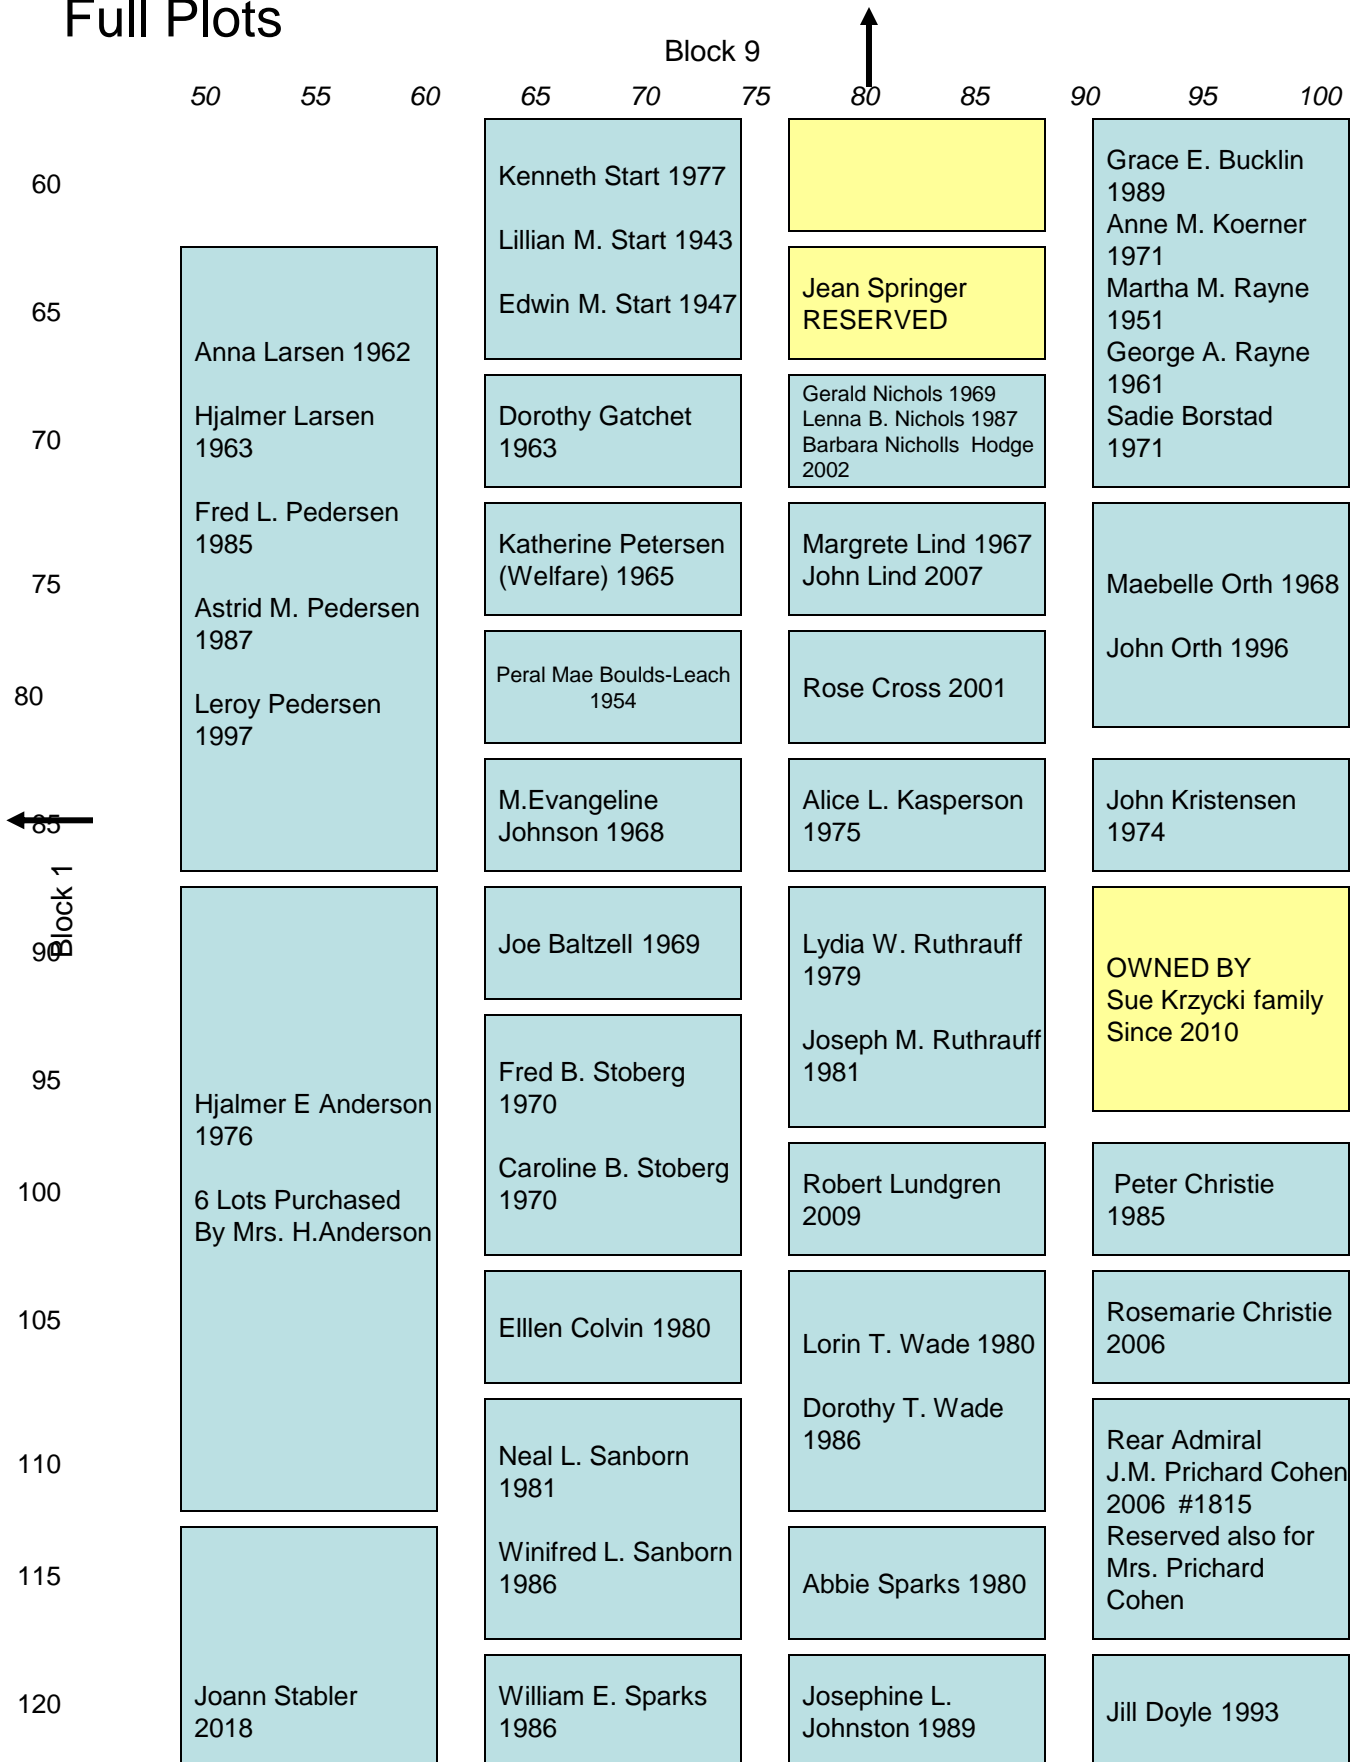 Full Plots
Block 9
50 55 60 65 70 75 80 85 90 95 100
60
65
70
75
80
85
90
95
100
105
110
115
120
Block 1
Anna Larsen 1962
Hjalmer Larsen
1963
Fred L. Pedersen
1985
Astrid M. Pedersen
1987
Leroy Pedersen
1997
Hjalmer E Anderson
1976
6 Lots Purchased
By Mrs. H.Anderson
Joann Stabler
2018
Kenneth Start 1977
Lillian M. Start 1943
Edwin M. Start 1947
Dorothy Gatchet
1963
Katherine Petersen
(Welfare) 1965
Peral Mae Boulds-Leach
1954
M.Evangeline
Johnson 1968
Joe Baltzell 1969
Fred B. Stoberg
1970
Caroline B. Stoberg
1970
Elllen Colvin 1980
Neal L. Sanborn
1981
Winifred L. Sanborn
1986
William E. Sparks
1986
Jean Springer
RESERVED
Gerald Nichols 1969
Lenna B. Nichols 1987
Barbara Nicholls Hodge
2002
Margrete Lind 1967
John Lind 2007
Rose Cross 2001
Alice L. Kasperson
1975
Lydia W. Ruthrauff
1979
Joseph M. Ruthrauff
1981
Robert Lundgren
2009
Lorin T. Wade 1980
Dorothy T. Wade
1986
Abbie Sparks 1980
Josephine L.
Johnston 1989
Grace E. Bucklin
1989
Anne M. Koerner
1971
Martha M. Rayne
1951
George A. Rayne
1961
Sadie Borstad
1971
Maebelle Orth 1968
John Orth 1996
John Kristensen
1974
OWNED BY
Sue Krzycki family
Since 2010
Peter Christie
1985
Rosemarie Christie
2006
Rear Admiral
J.M. Prichard Cohen
2006 #1815
Reserved also for
Mrs. Prichard
Cohen
Jill Doyle 1993